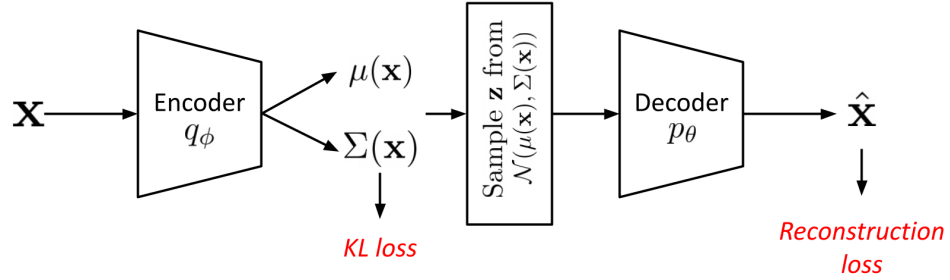 𝐱
Encoder
q_ϕ
μ(𝐱)
Σ(𝐱)
KL loss
Sample 𝐳 from
𝒩(μ(𝐱), Σ(𝐱))
Decoder
p_θ
𝐱̂
Reconstruction
loss